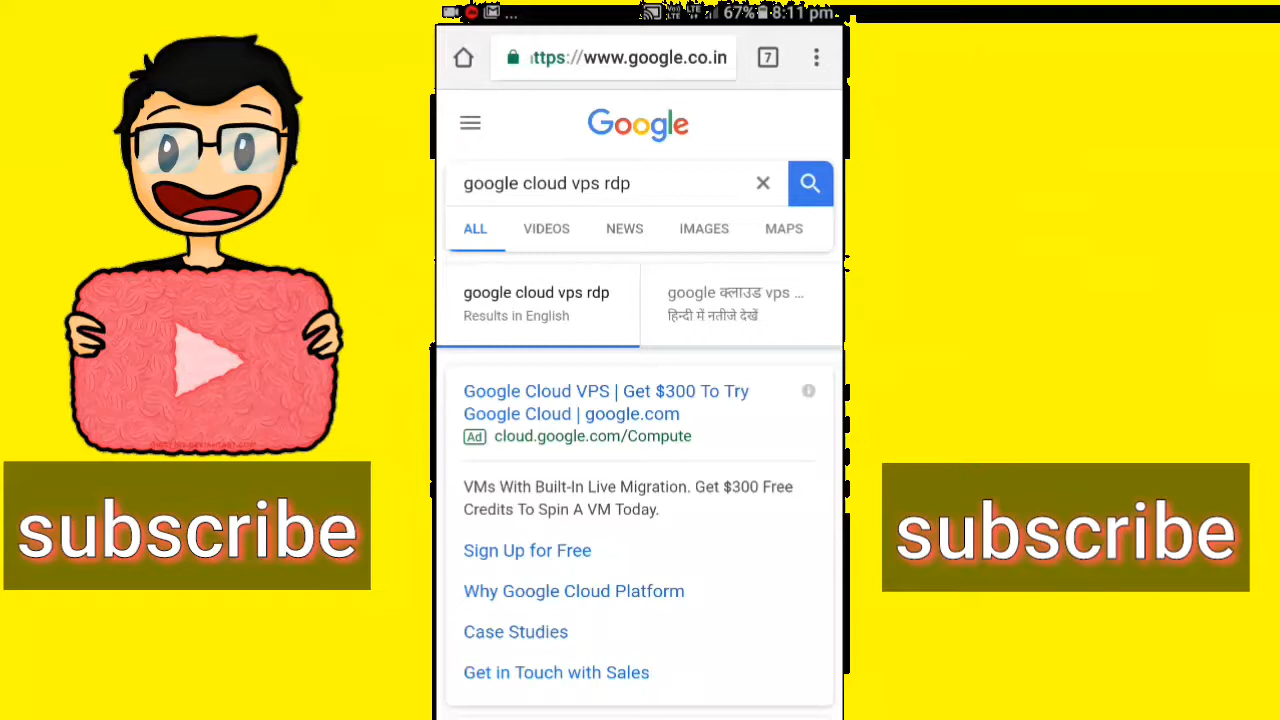 ... LTE LTE 67% 8:11 pm
ttps://www.google.co.in 7
Google
google cloud vps rdp
ALL VIDEOS NEWS IMAGES MAPS
google cloud vps rdp google क्लाउड vps ...
Results in English हिन्दी में नतीजे देखें
Google Cloud VPS | Get $300 To Try
Google Cloud | google.com
Ad cloud.google.com/Compute
VMs With Built-In Live Migration. Get $300 Free
Credits To Spin A VM Today.
Sign Up for Free
Why Google Cloud Platform
Case Studies
Get in Touch with Sales
subscribe subscribe